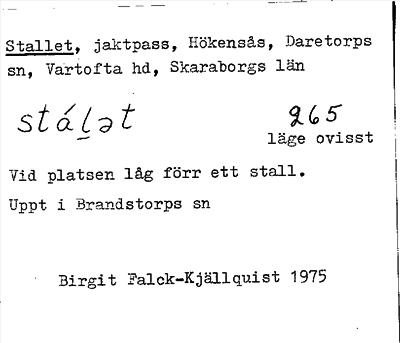 Stallet, jaktpass, Hökensås, Daretorps
sn, Vartofta hd, Skaraborgs län
stáḷət 265
läge ovisst
Vid platsen låg förr ett stall.
Uppt i Brandstorps sn
Birgit Falck-Kjällquist 1975